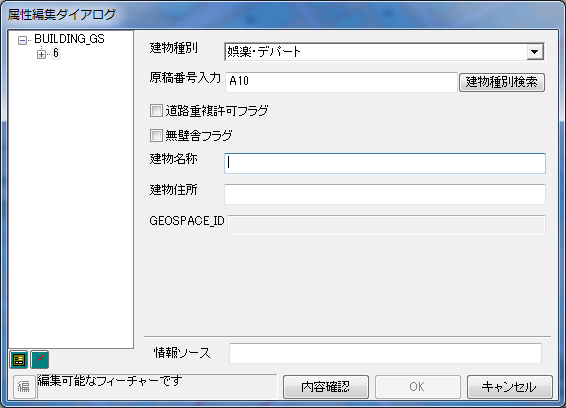 属性編集ダイアログ
BUILDING_GS
6
建物種別 娯楽・デパート
原稿番号入力 A10 建物種別検索
道路重複許可フラグ
無壁舎フラグ
建物名称
建物住所
GEOSPACE_ID
情報ソース
編 編集可能なフィーチャーです 内容確認 OK キャンセル